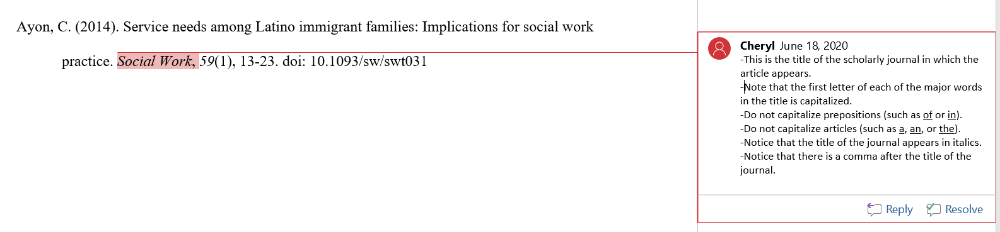 Ayon, C. (2014). Service needs among Latino immigrant families: Implications for social work
practice. Social Work, 59(1), 13-23. doi: 10.1093/sw/swt031
Cheryl June 18, 2020
-This is the title of the scholarly journal in which the
article appears.
-Note that the first letter of each of the major words
in the title is capitalized.
-Do not capitalize prepositions (such as of or in).
-Do not capitalize articles (such as a, an, or the).
-Notice that the title of the journal appears in italics.
-Notice that there is a comma after the title of the
journal.
Reply Resolve